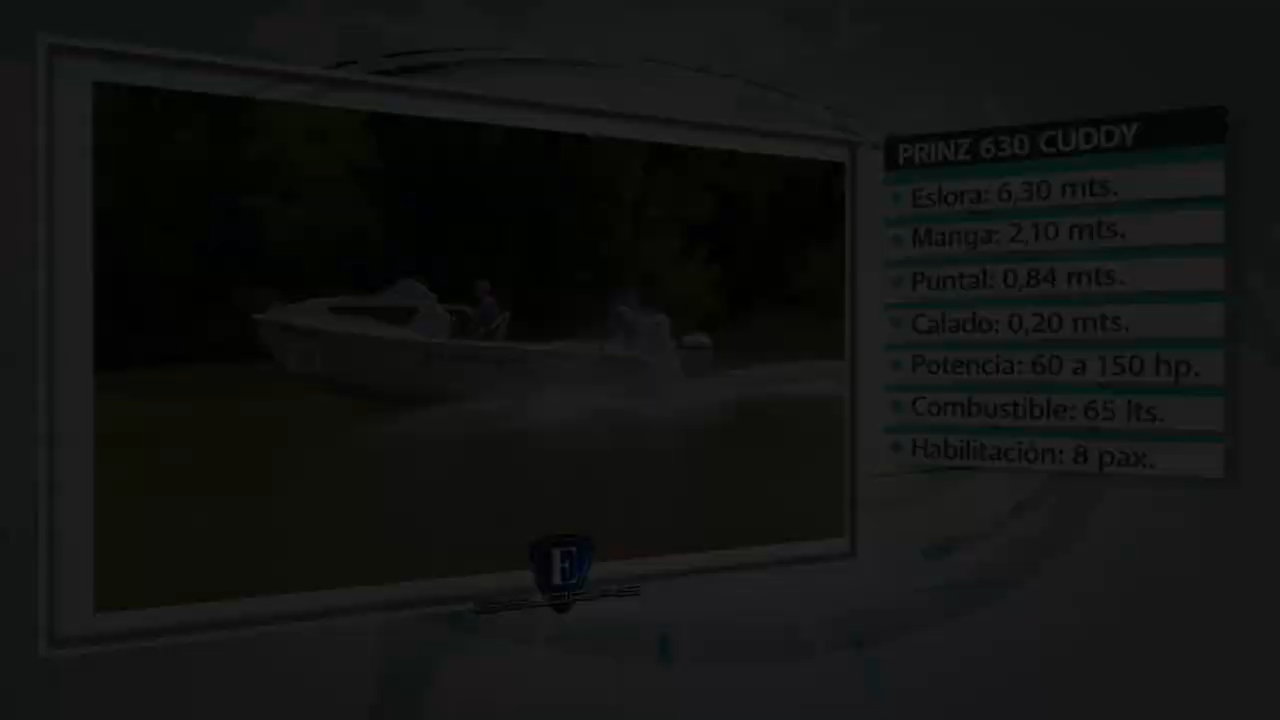 PRINZ 630 CUDDY
• Eslora: 6,30 mts.
• Manga: 2,10 mts.
• Puntal: 0,84 mts.
• Calado: 0,20 mts.
• Potencia: 60 a 150 hp.
• Combustible: 65 lts.
• Habilitación: 8 pax.
E